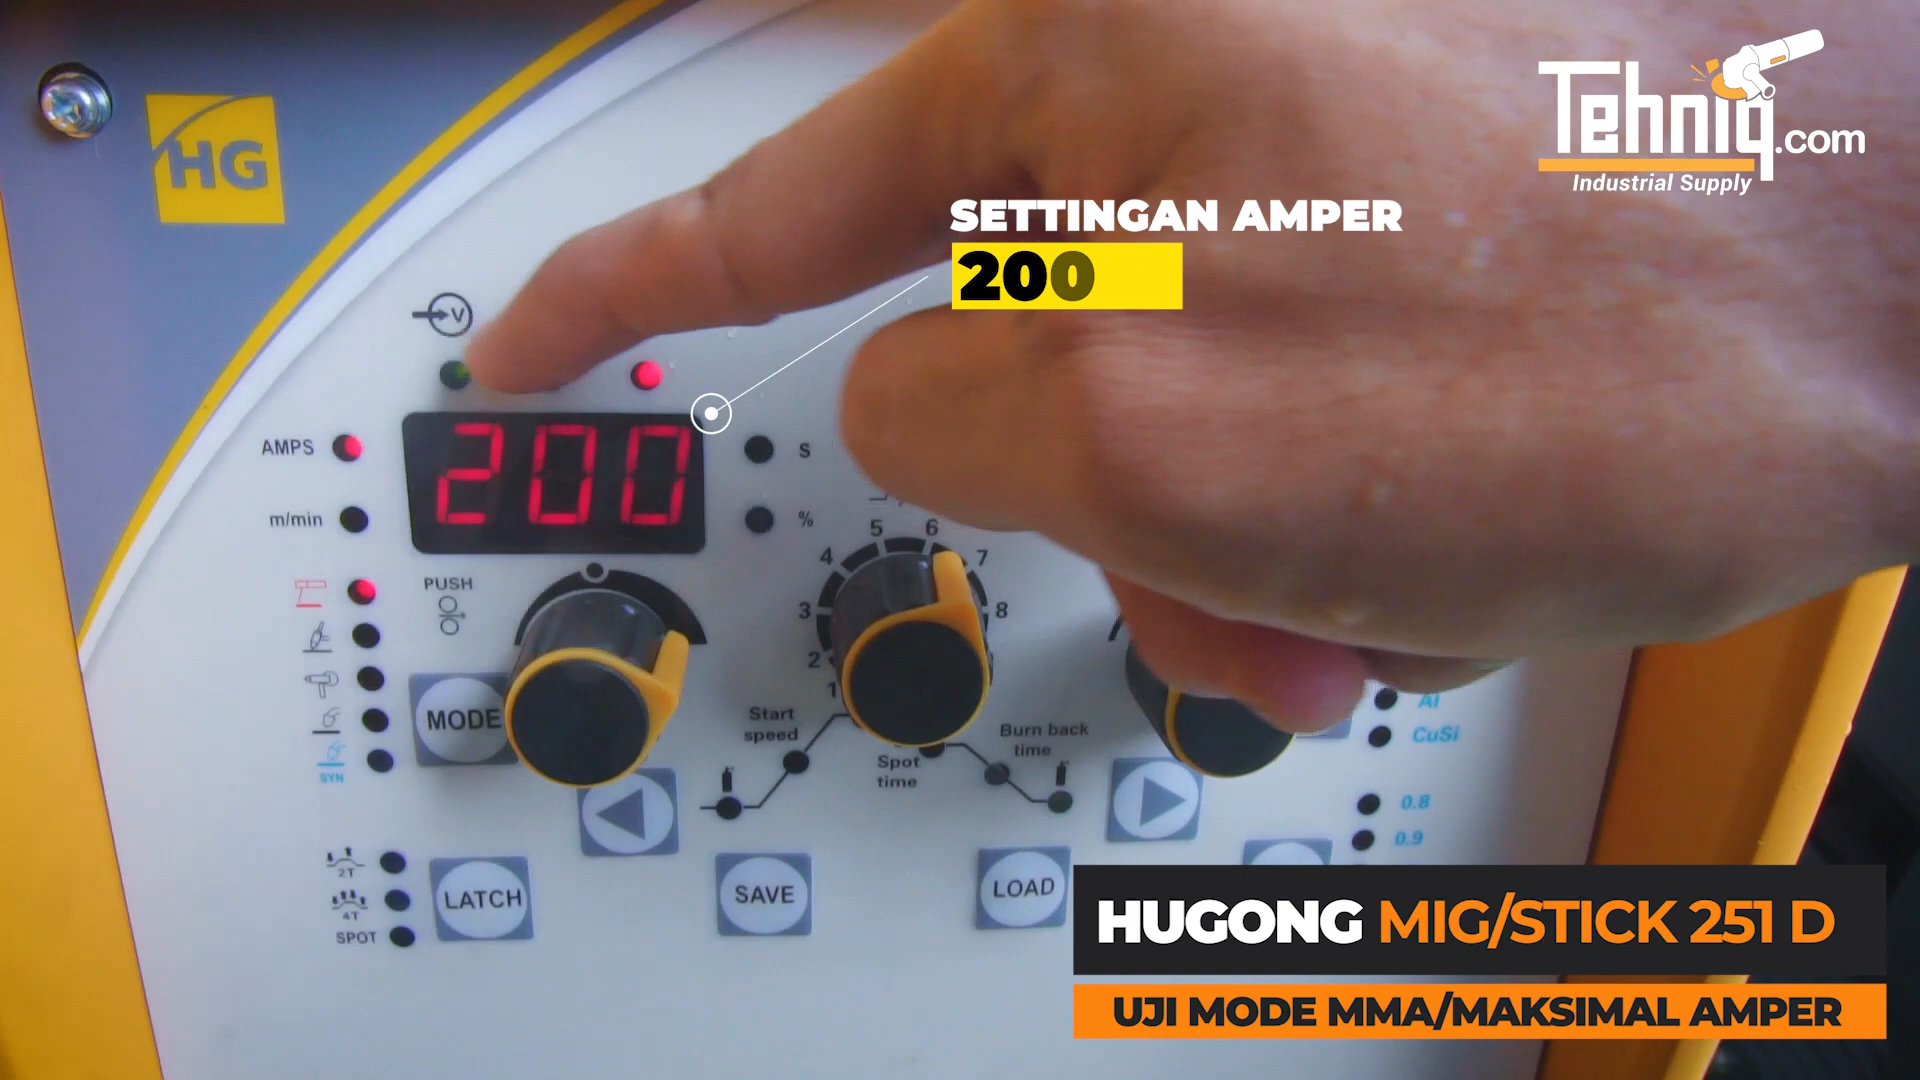 HG
Tehniq.com
Industrial Supply
SETTINGAN AMPER
200
V
AMPS
200
S
m/min
%
PUSH
1
2
3
4
5
6
7
8
MODE
SYN
Start
speed
Spot
time
Burn back
time
Al
CuSi
0.8
0.9
2T
4T
SPOT
LATCH
SAVE
LOAD
HUGONG MIG/STICK 251 D
UJI MODE MMA/MAKSIMAL AMPER